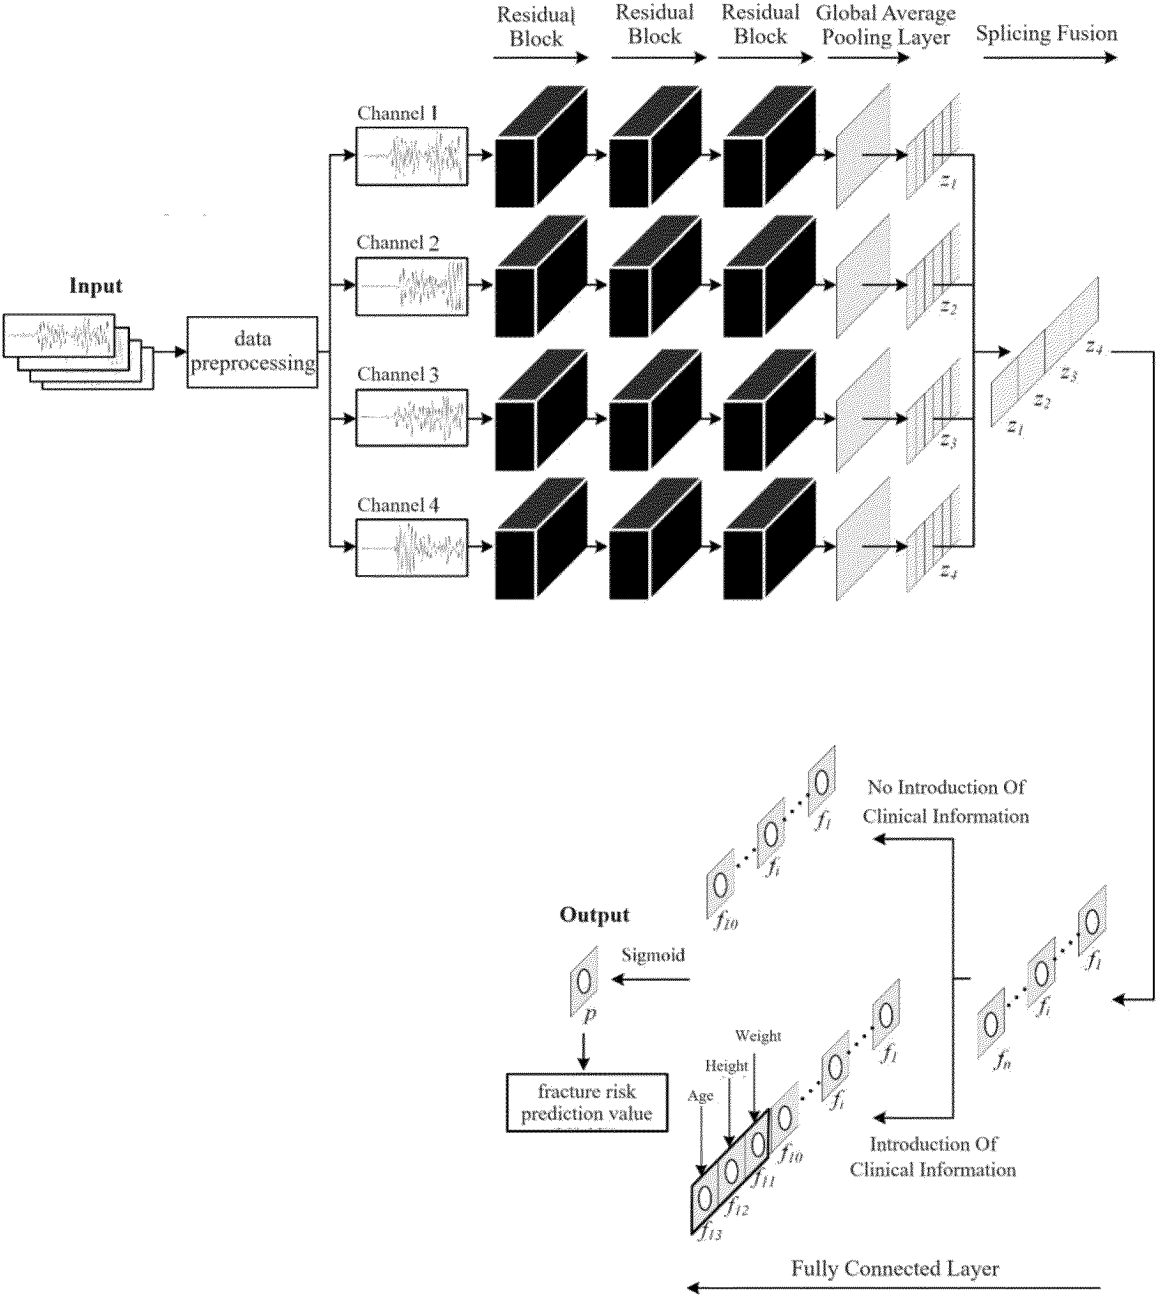 Residual
Block
Residual
Block
Residual
Block
Global Average
Pooling Layer
Splicing Fusion
Channel 1
z1
Channel 2
z2
Input
data
preprocessing
z4
z3
z2
z1
Channel 3
z3
Channel 4
z4
No Introduction Of
Clinical Information
f1
fi
f10
Output
Sigmoid
p
f1
fi
fn
Weight
Height
Age
f1
fi
f10
f11
f12
f13
fracture risk
prediction value
Introduction Of
Clinical Information
Fully Connected Layer